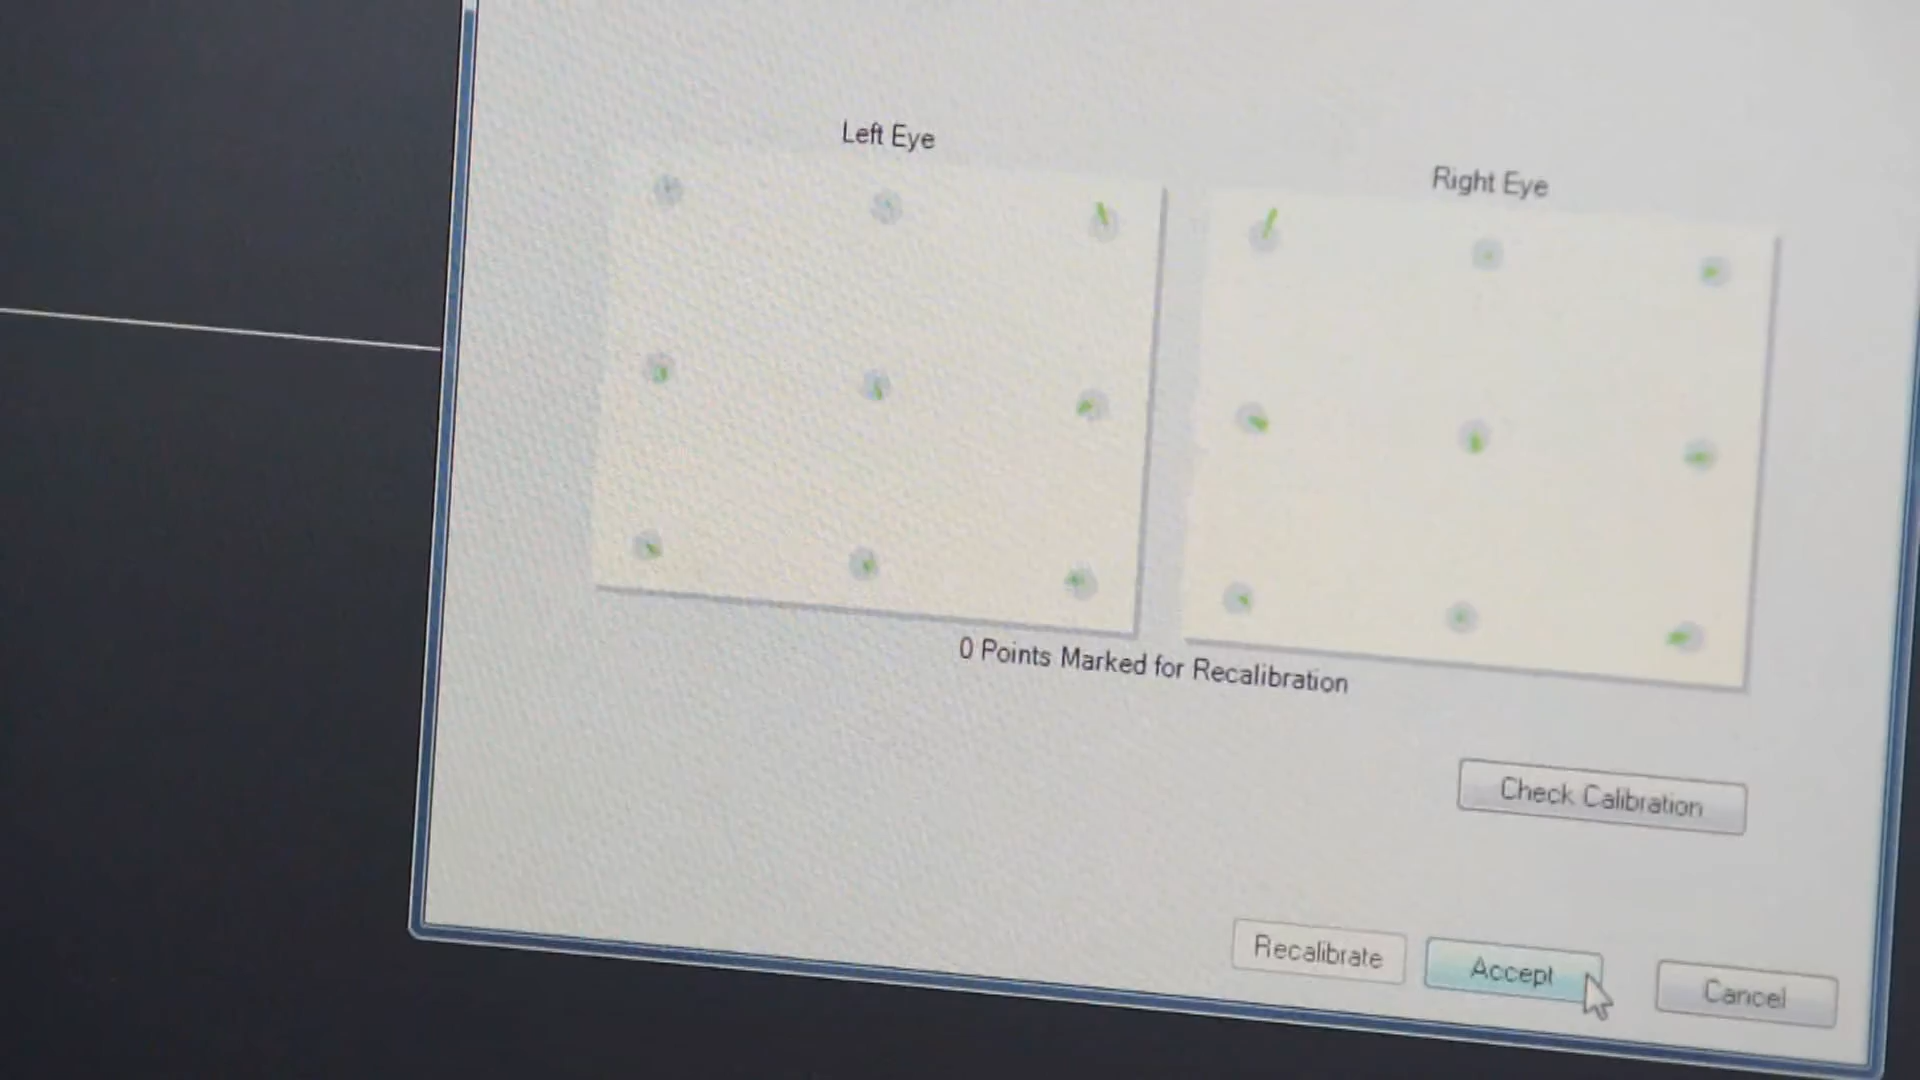 Left Eye
Right Eye
0 Points Marked for Recalibration
Check Calibration
Recalibrate
Accept
Cancel